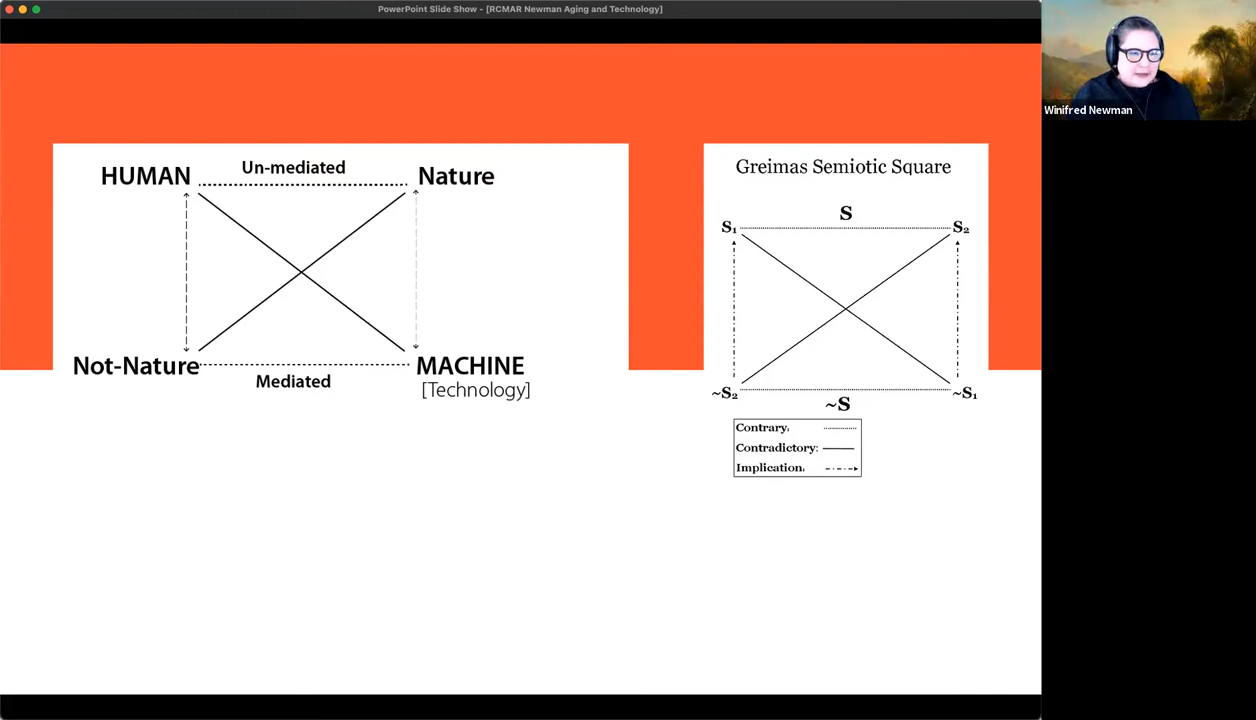 PowerPoint Slide Show - [RCMAR Newman Aging and Technology]
Winifred Newman
HUMAN
Un-mediated
Nature
Not-Nature
Mediated
MACHINE
[Technology]
Greimas Semiotic Square
S
S₁
S₂
~S₂
~S₁
~S
Contrary:
Contradictory:
Implication: